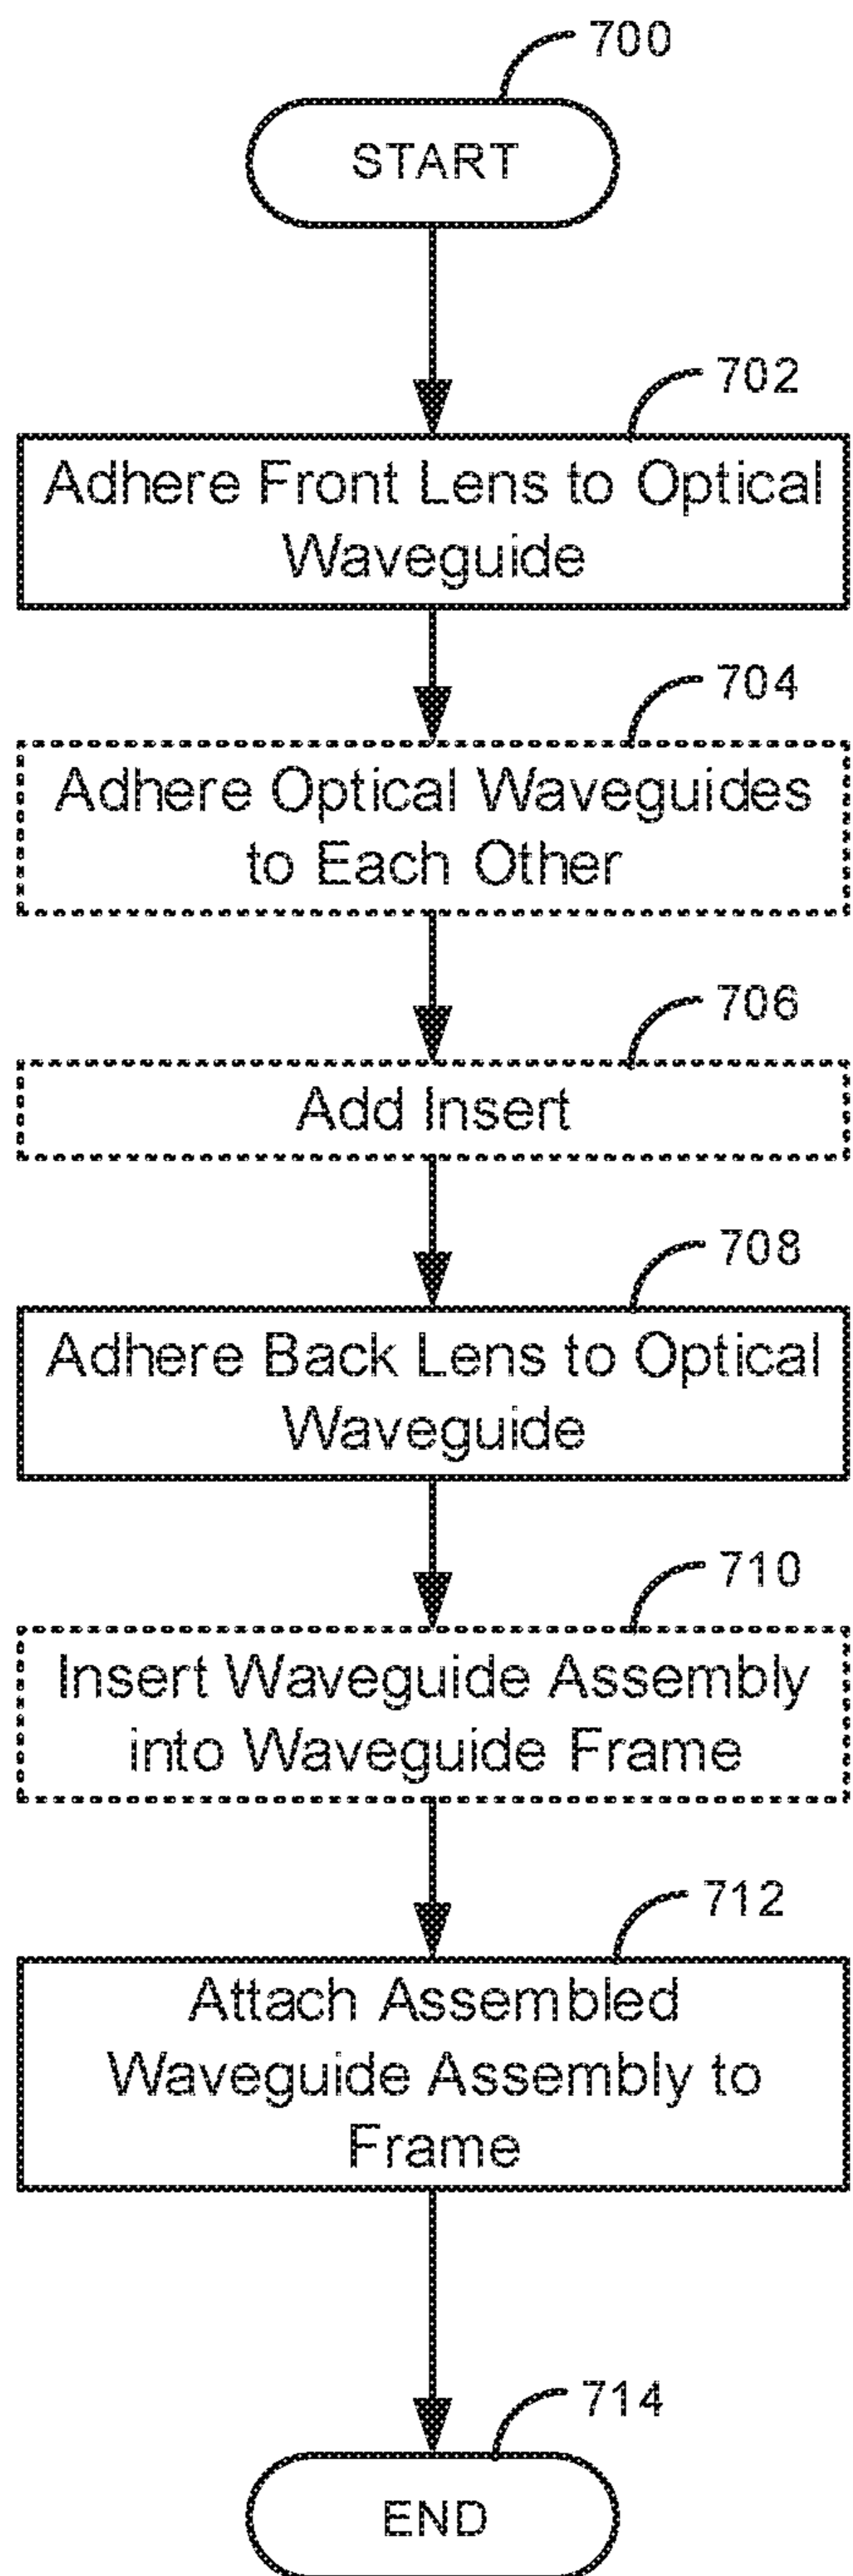 700
START
702
Adhere Front Lens to Optical
Waveguide
704
Adhere Optical Waveguides
to Each Other
706
Add Insert
708
Adhere Back Lens to Optical
Waveguide
710
Insert Waveguide Assembly
into Waveguide Frame
712
Attach Assembled
Waveguide Assembly to
Frame
714
END